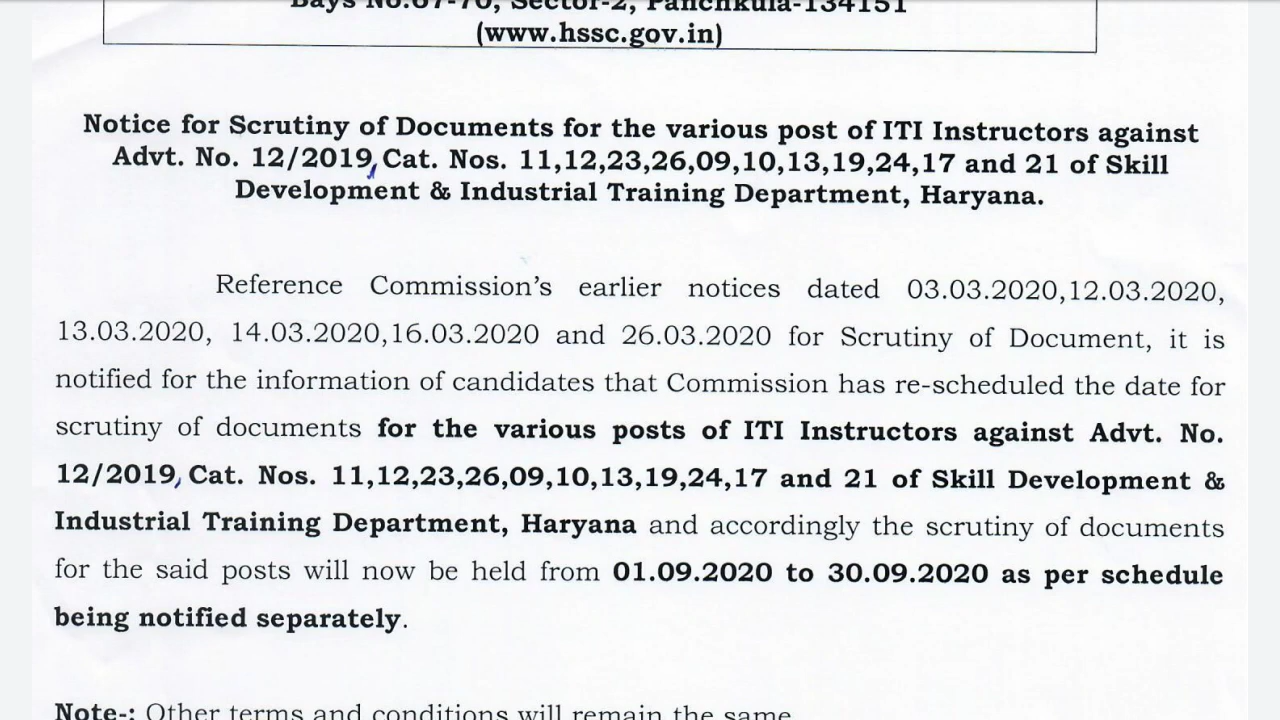 Bays No.67-70, Sector-2, Panchkula-134151
(www.hssc.gov.in)
Notice for Scrutiny of Documents for the various post of ITI Instructors against
Advt. No. 12/2019, Cat. Nos. 11,12,23,26,09,10,13,19,24,17 and 21 of Skill
Development & Industrial Training Department, Haryana.
Reference Commission's earlier notices dated 03.03.2020,12.03.2020,
13.03.2020, 14.03.2020,16.03.2020 and 26.03.2020 for Scrutiny of Document, it is
notified for the information of candidates that Commission has re-scheduled the date for
scrutiny of documents for the various posts of ITI Instructors against Advt. No.
12/2019, Cat. Nos. 11,12,23,26,09,10,13,19,24,17 and 21 of Skill Development &
Industrial Training Department, Haryana and accordingly the scrutiny of documents
for the said posts will now be held from 01.09.2020 to 30.09.2020 as per schedule
being notified separately.
Note-: Other terms and conditions will remain the same